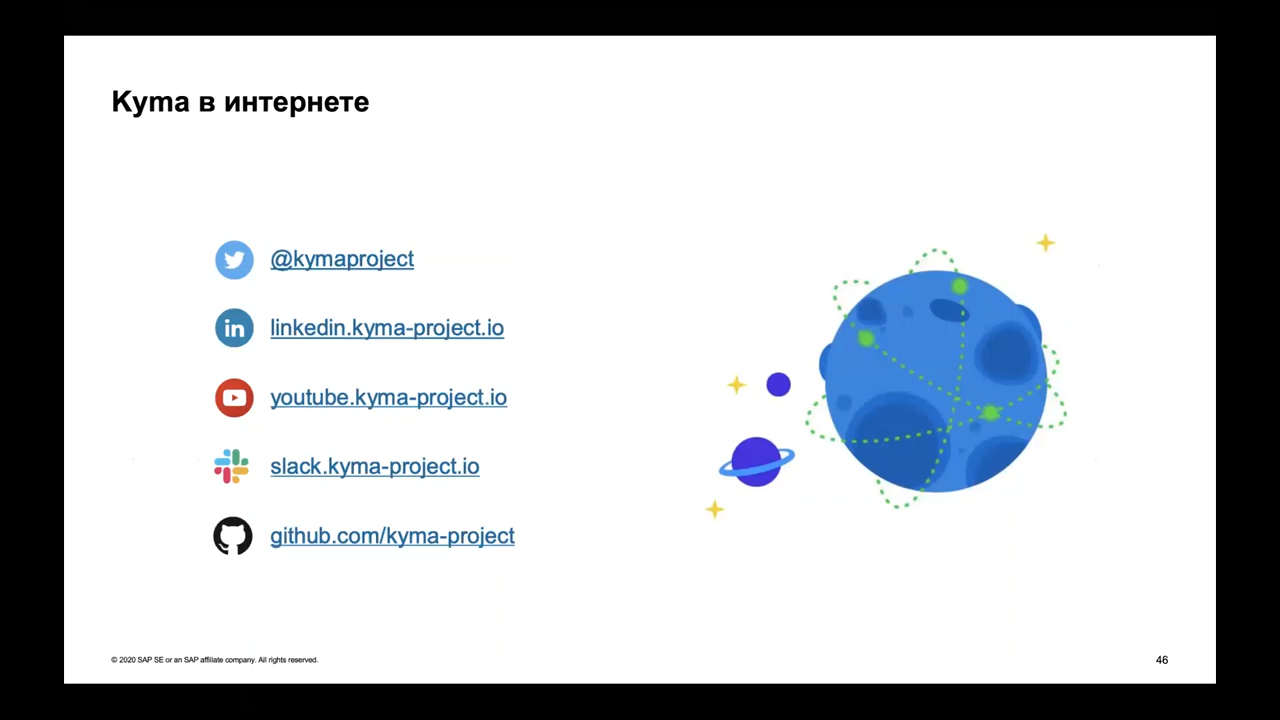 Kyma в интернете
@kymaproject
linkedin.kyma-project.io
youtube.kyma-project.io
slack.kyma-project.io
github.com/kyma-project
© 2020 SAP SE or an SAP affiliate company. All rights reserved.
46